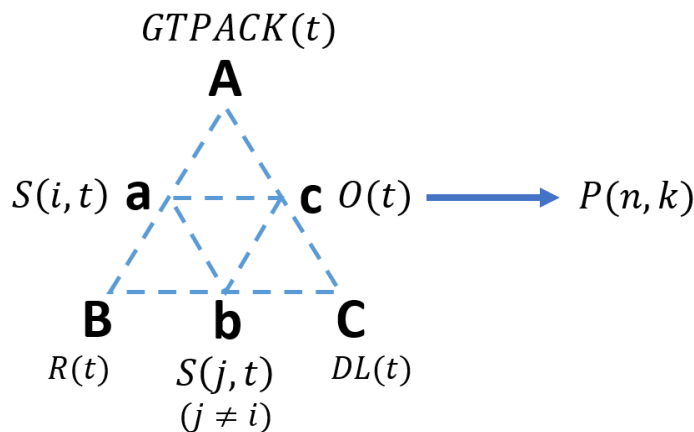 GTPACK(t)
A
S(i, t) a c O(t) P(n, k)
B b C
R(t) S(j, t) DL(t)
(j ≠ i)